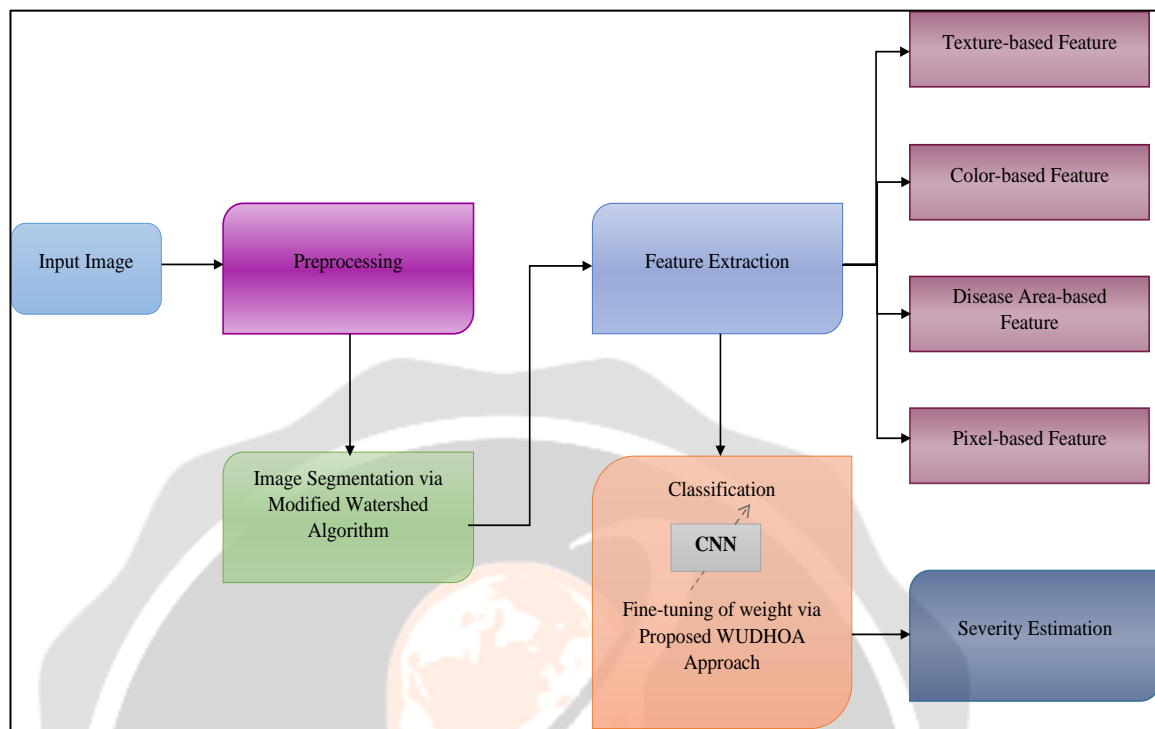 Texture-based Feature
Color-based Feature
Input Image
Preprocessing
Feature Extraction
Disease Area-based
Feature
Pixel-based Feature
Image Segmentation via
Modified Watershed
Algorithm
Classification
CNN
Fine-tuning of weight via
Proposed WUDHOA
Approach
Severity Estimation